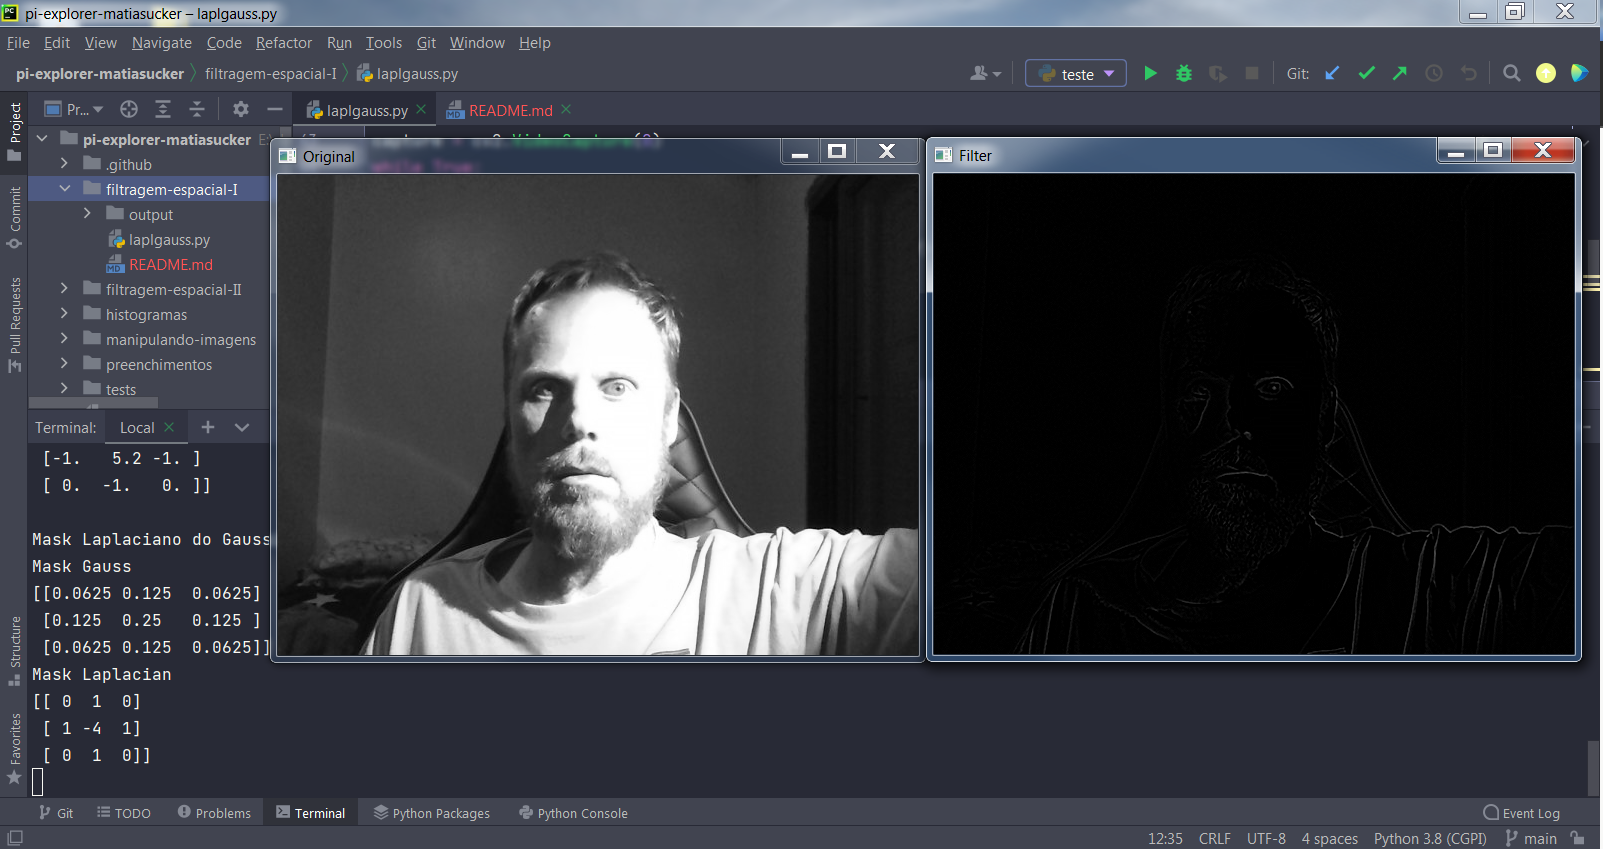 pi-explorer-matiasucker – laplgauss.py
File Edit View Navigate Code Refactor Run Tools Git Window Help
pi-explorer-matiasucker filtragem-espacial-I laplgauss.py
teste
Git:
Project
Commit
Pull Requests
Structure
Favorites
Pr...
pi-explorer-matiasucker
.github
filtragem-espacial-I
output
laplgauss.py
README.md
filtragem-espacial-II
histogramas
manipulando-imagens
preenchimentos
tests
laplgauss.py README.md
while True:
Original
Filter
Terminal: Local
[-1.   5.2 -1. ]
[ 0.  -1.   0. ]]
Mask Laplaciano do Gauss
Mask Gauss
[[0.0625 0.125  0.0625]
[0.125  0.25   0.125 ]
[0.0625 0.125  0.0625]]
Mask Laplacian
[[ 0  1  0]
[ 1 -4  1]
[ 0  1  0]]
Git TODO Problems Terminal Python Packages Python Console Event Log
12:35 CRLF UTF-8 4 spaces Python 3.8 (CGPI) main